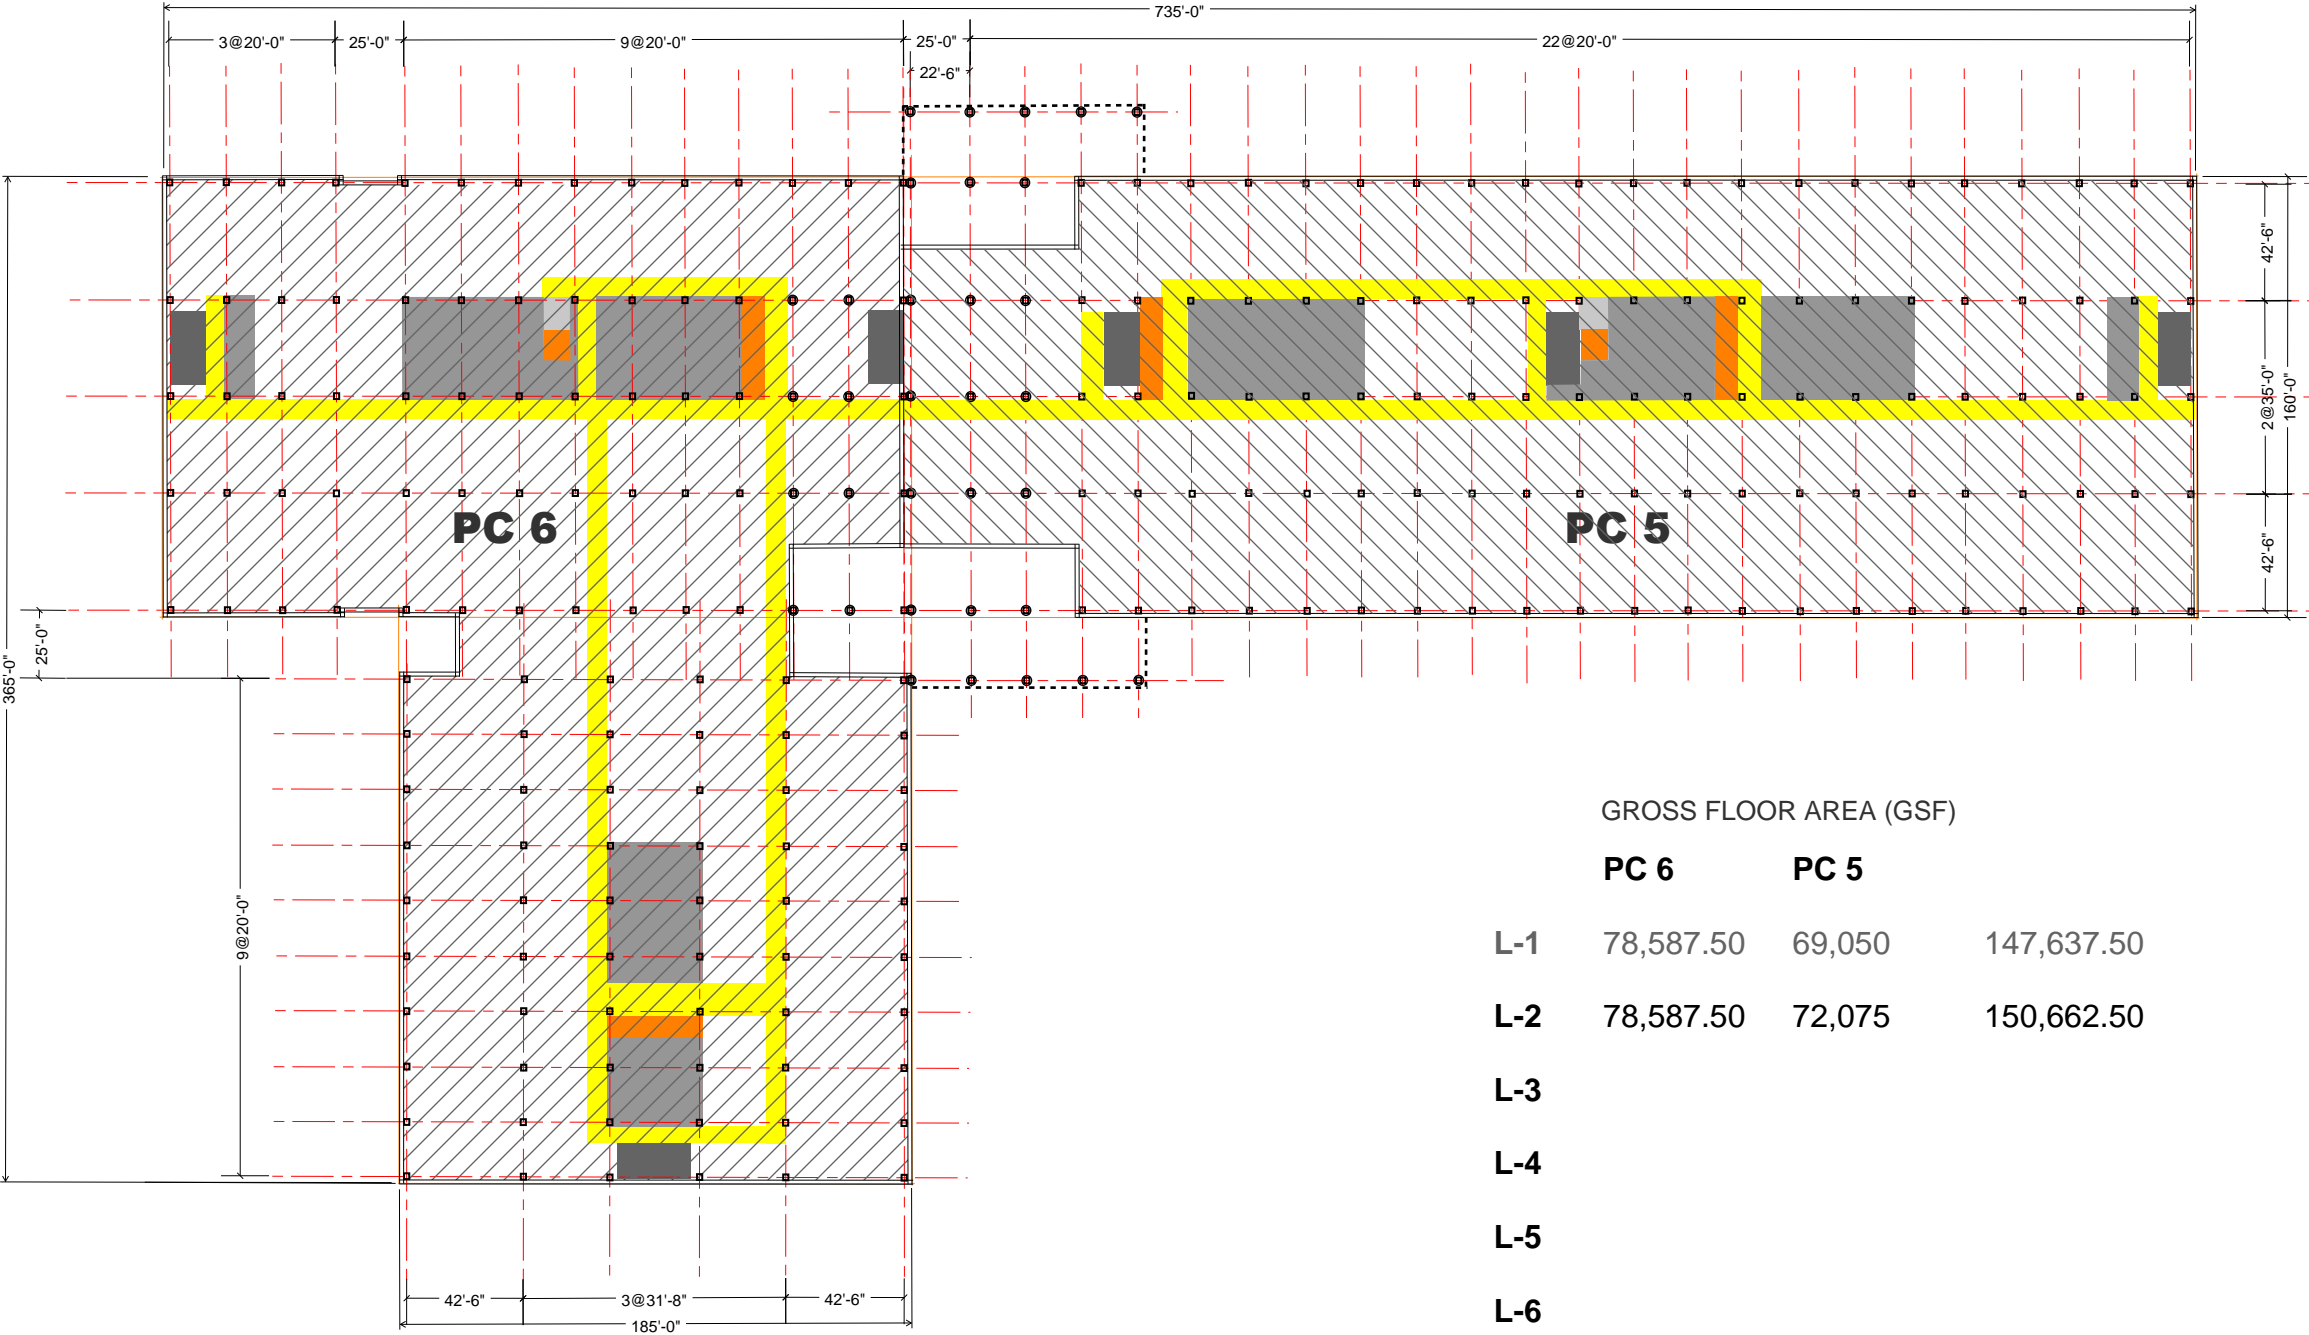 735'-0"
3@20'-0" 25'-0" 9@20'-0" 25'-0" 22@20'-0"
22'-6"
42'-6"
2@35'-0"
160'-0"
42'-6"
PC 6 PC 5
365'-0"
25'-0"
9@20'-0"
GROSS FLOOR AREA (GSF)
PC 6 PC 5
L-1 78,587.50 69,050 147,637.50
L-2 78,587.50 72,075 150,662.50
L-3
L-4
L-5
L-6
42'-6" 3@31'-8" 42'-6"
185'-0"